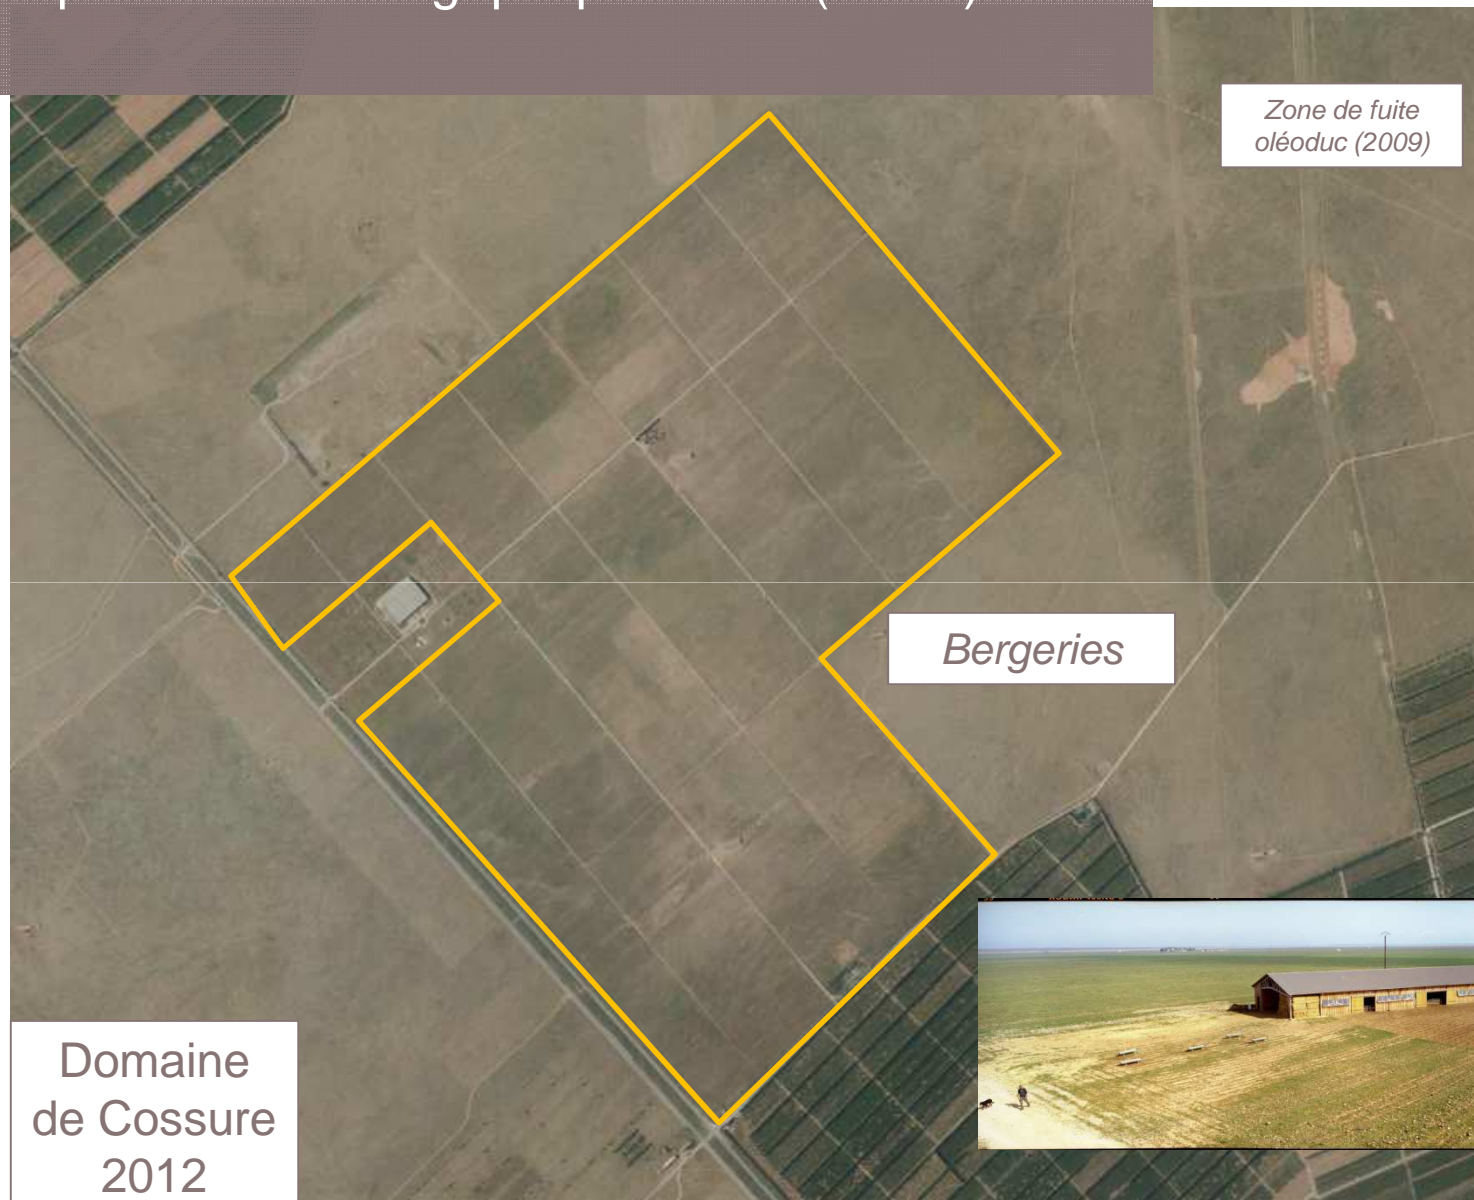 Zone de fuite
oléoduc (2009)
Bergeries
Domaine
de Cossure
2012